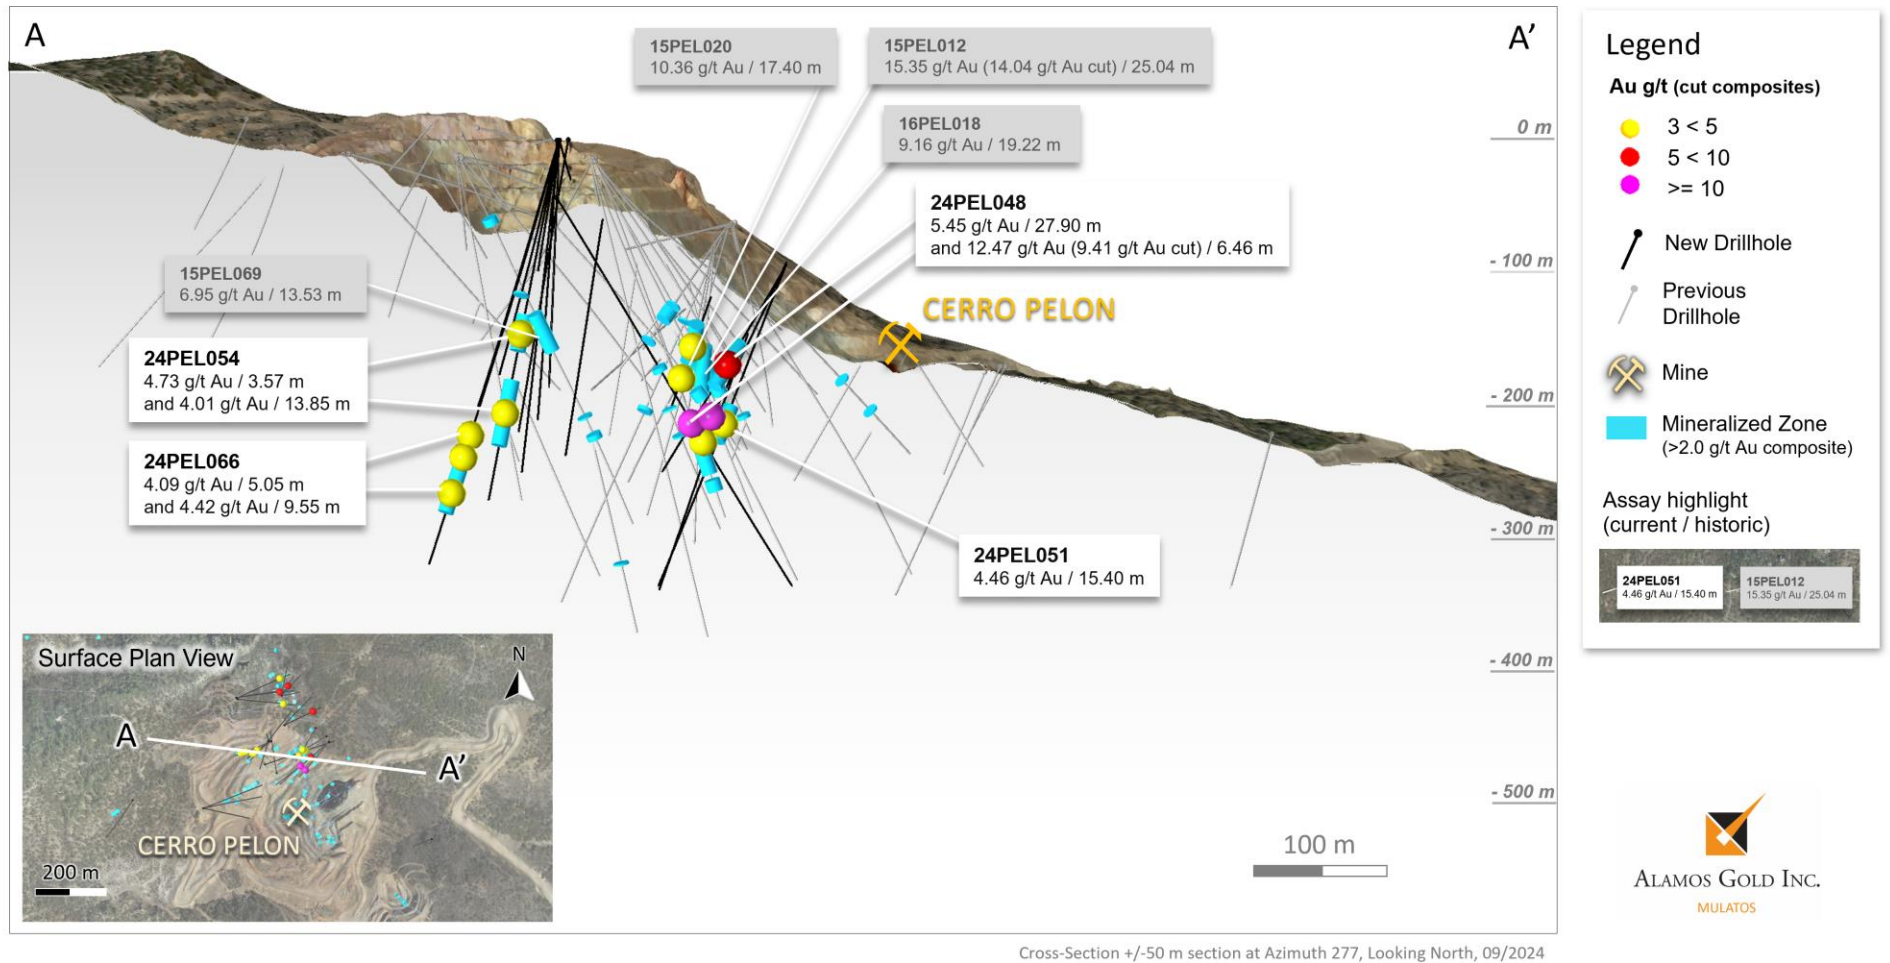 A
A'
15PEL020
10.36 g/t Au / 17.40 m
15PEL012
15.35 g/t Au (14.04 g/t Au cut) / 25.04 m
16PEL018
9.16 g/t Au / 19.22 m
24PEL048
5.45 g/t Au / 27.90 m
and 12.47 g/t Au (9.41 g/t Au cut) / 6.46 m
15PEL069
6.95 g/t Au / 13.53 m
24PEL054
4.73 g/t Au / 3.57 m
and 4.01 g/t Au / 13.85 m
24PEL066
4.09 g/t Au / 5.05 m
and 4.42 g/t Au / 9.55 m
24PEL051
4.46 g/t Au / 15.40 m
CERRO PELON
0 m
- 100 m
- 200 m
- 300 m
- 400 m
- 500 m
100 m
Surface Plan View
N
A
A'
CERRO PELON
200 m
Legend
Au g/t (cut composites)
3 < 5
5 < 10
>= 10
New Drillhole
Previous
Drillhole
Mine
Mineralized Zone
(>2.0 g/t Au composite)
Assay highlight
(current / historic)
24PEL051
4.46 g/t Au / 15.40 m
15PEL012
15.35 g/t Au / 25.04 m
ALAMOS GOLD INC.
MULATOS
Cross-Section +/-50 m section at Azimuth 277, Looking North, 09/2024